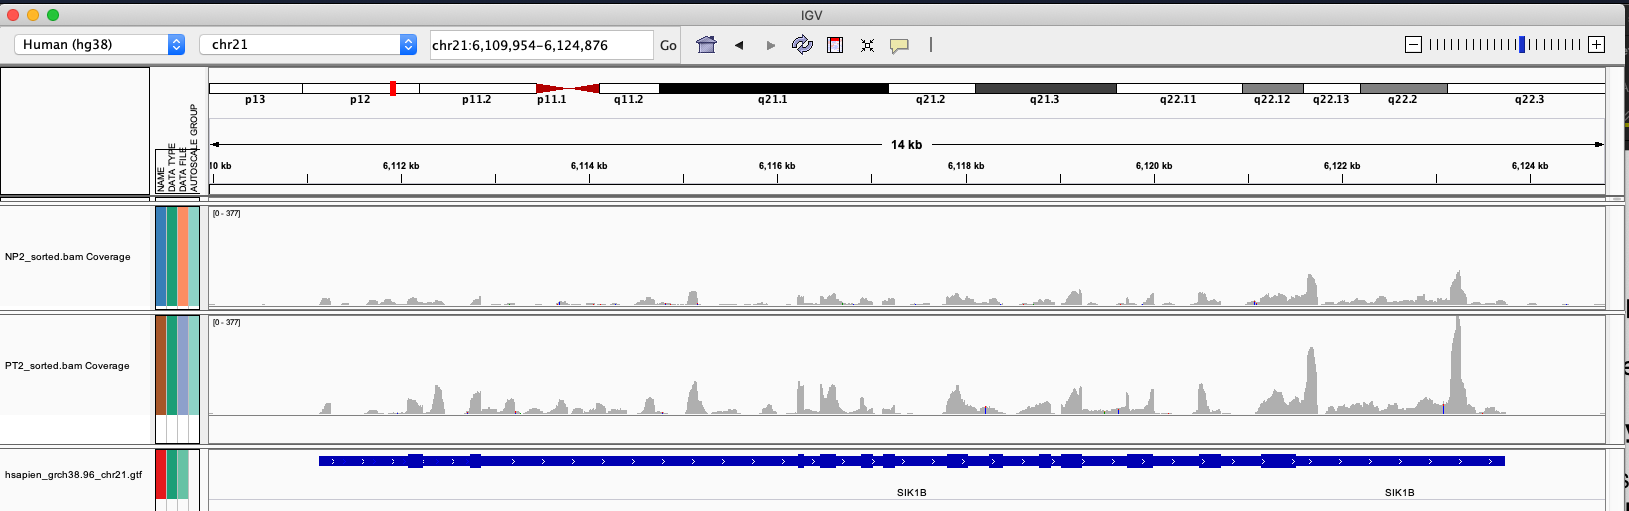 IGV
Human (hg38) chr21 chr21:6,109,954-6,124,876 Go
p13 p12 p11.2 p11.1 q11.2 q21.1 q21.2 q21.3 q22.11 q22.12 q22.13 q22.2 q22.3
14 kb
10 kb 6,112 kb 6,114 kb 6,116 kb 6,118 kb 6,120 kb 6,122 kb 6,124 kb
NAME
DATA TYPE
DATA FILE
AUTOSCALE GROUP
[0 - 377]
NP2_sorted.bam Coverage
[0 - 377]
PT2_sorted.bam Coverage
hsapien_grch38.96_chr21.gtf
SIK1B SIK1B